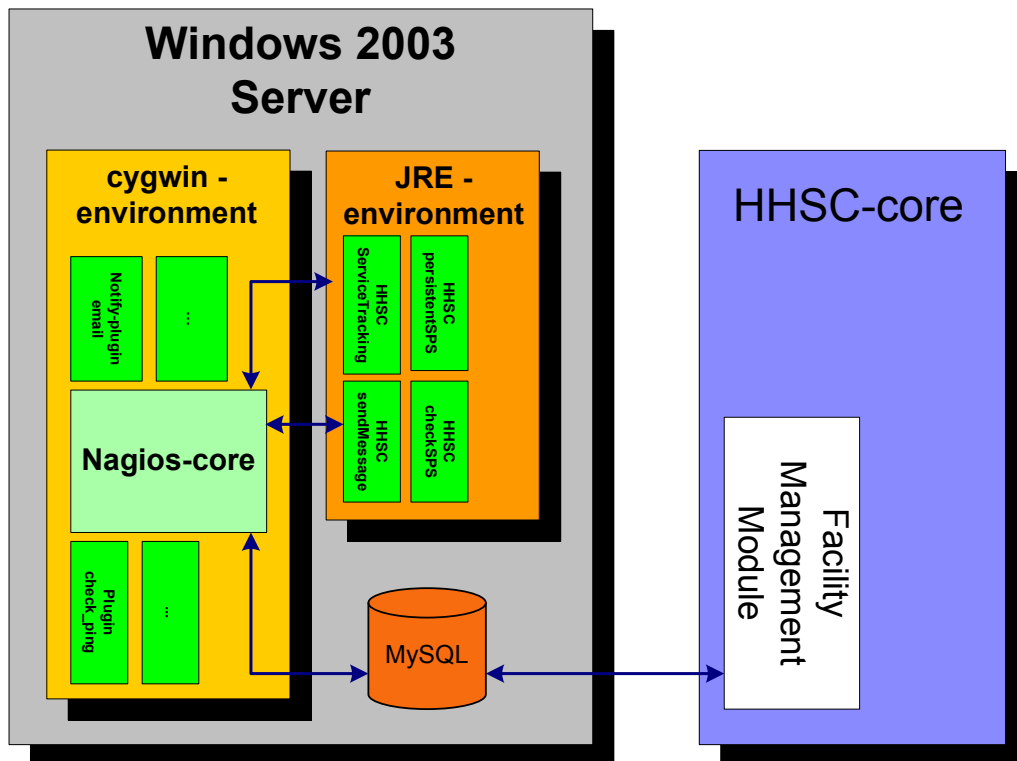 Windows 2003
Server
cygwin -
environment
Notify-plugin
email
...
Nagios-core
Plugin
check_ping
...
JRE -
environment
HHSC
ServiceTracking
HHSC
persistentSPS
HHSC
sendMessage
HHSC
checkSPS
MySQL
HHSC-core
Facility
Management
Module